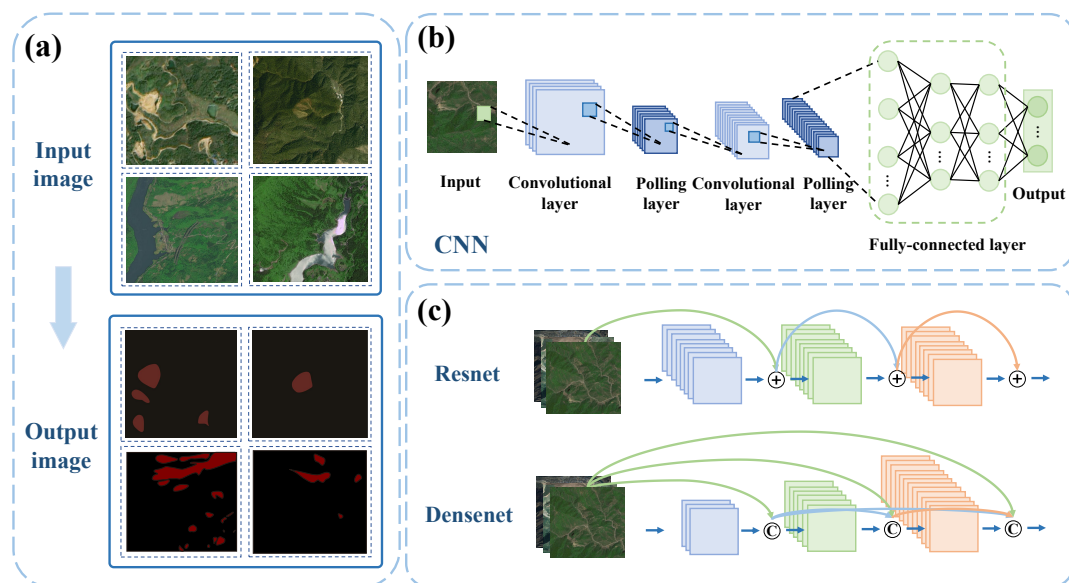 (a)
Input
image
Output
image
(b)
Input
Convolutional
layer
Polling
layer
Convolutional
layer
Polling
layer
Fully-connected layer
Output
CNN
(c)
Resnet
+
+
+
Densenet
C
C
C